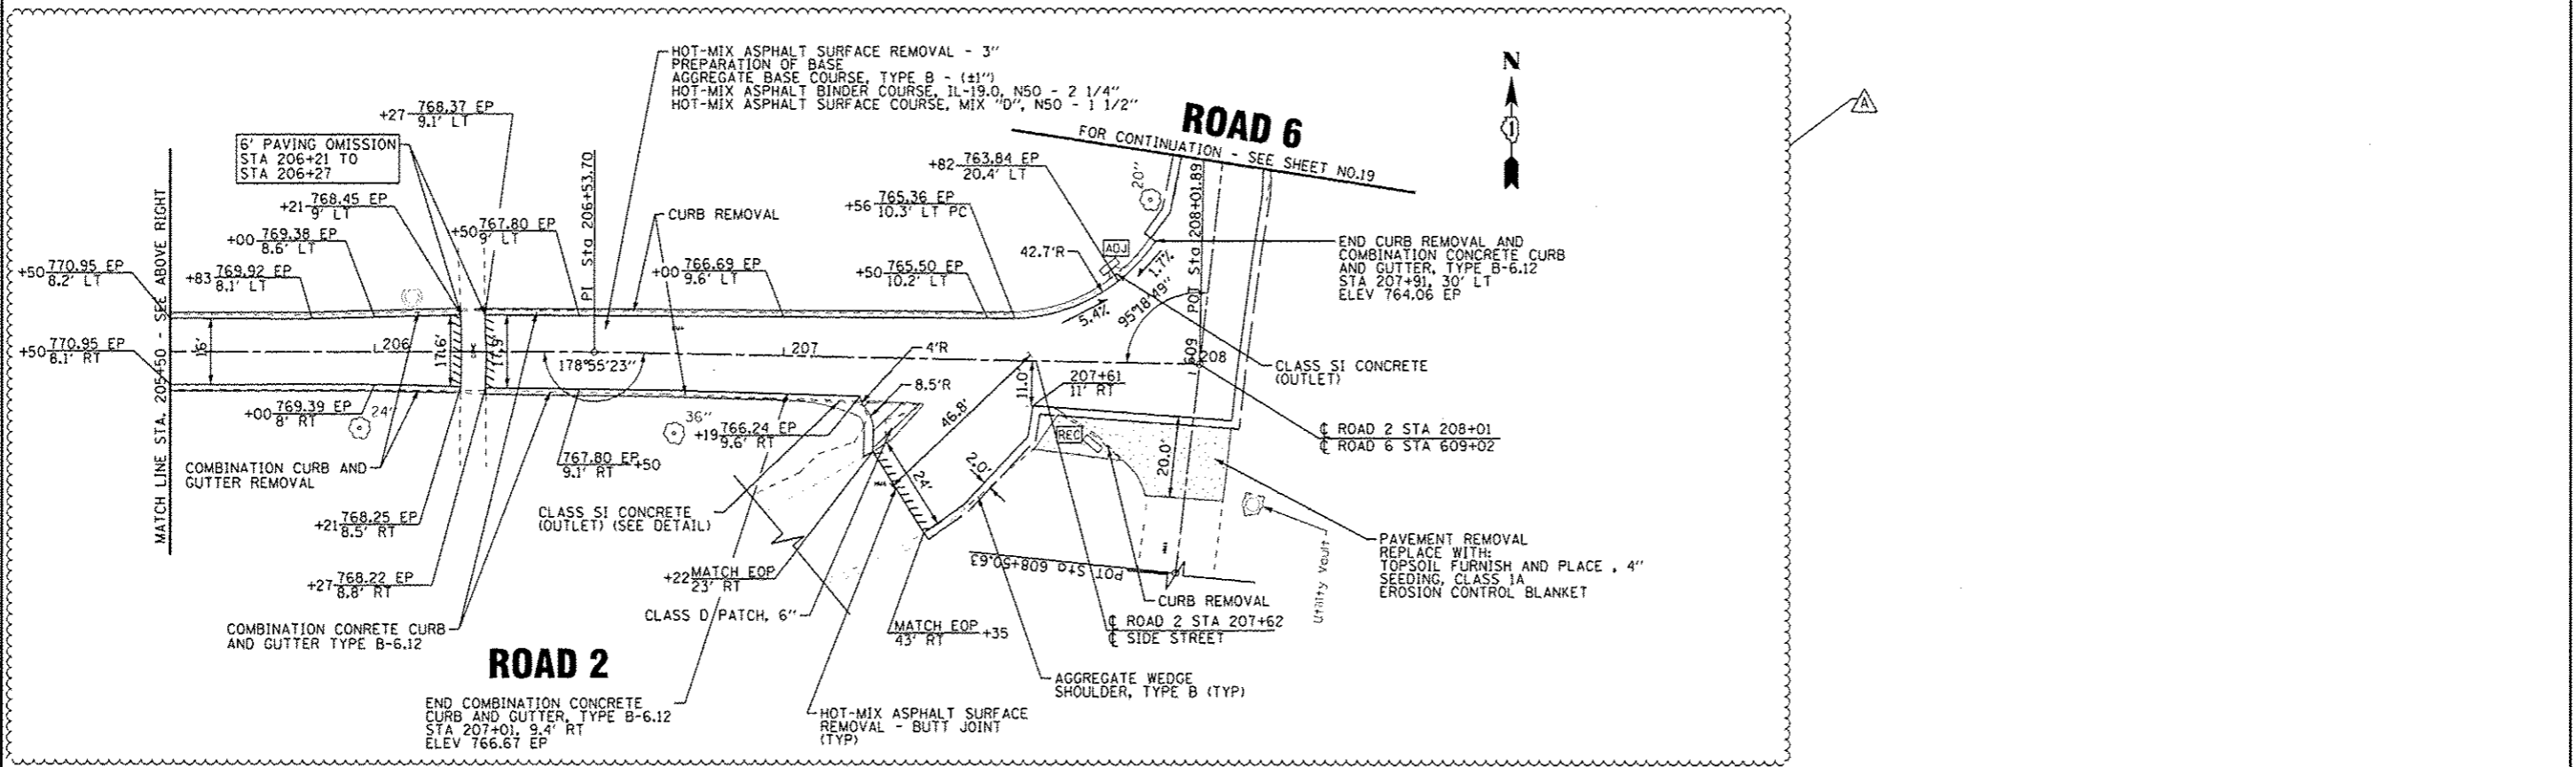 HOT-MIX ASPHALT SURFACE REMOVAL - 3"
PREPARATION OF BASE
AGGREGATE BASE COURSE, TYPE B - (±1")
HOT-MIX ASPHALT BINDER COURSE, IL-19.0, N50 - 2 1/4"
HOT-MIX ASPHALT SURFACE COURSE, MIX "D", N50 - 1 1/2"
N
1
A
ROAD 6
FOR CONTINUATION - SEE SHEET NO.19
+27 768.37 EP
9.1' LT
6' PAVING OMISSION
STA 206+21 TO
STA 206+27
+21 768.45 EP
9' LT
+00 769.38 EP
8.6' LT
+50 770.95 EP
8.2' LT
+83 769.92 EP
8.1' LT
+50 767.80 EP
9' LT
PI Sta 206+53.70
CURB REMOVAL
+00 766.69 EP
9.6' LT
+82 763.84 EP
20.4' LT
+56 765.36 EP
10.3' LT PC
+50 765.50 EP
10.2' LT
42.7'R
ADJ
20"
1.7%
5.4%
95°18'49"
POT Sta 208+01.89
END CURB REMOVAL AND
COMBINATION CONCRETE CURB
AND GUTTER, TYPE B-6.12
STA 207+91, 30' LT
ELEV 764.06 EP
CLASS SI CONCRETE
(OUTLET)
MATCH LINE STA. 205+50 - SEE ABOVE RIGHT
+50 770.95 EP
8.1' RT
16'
206
17.6'
17.9'
178°55'23"
207
4'R
8.5'R
11.0'
207+61
11' RT
609
208
℄ ROAD 2 STA 208+01
℄ ROAD 6 STA 609+02
+00 769.39 EP
8' RT
24"
36"
+19 766.24 EP
9.6' RT
46.8'
REC
20.0'
2.0'
24'
COMBINATION CURB AND
GUTTER REMOVAL
767.80 EP +50
9.1' RT
+21 768.25 EP
8.5' RT
CLASS SI CONCRETE
(OUTLET) (SEE DETAIL)
+27 768.22 EP
8.8' RT
+22 MATCH EOP
23' RT
CLASS D PATCH, 6"
MATCH EOP +35
43' RT
POT Sta 608+50.63
CURB REMOVAL
℄ ROAD 2 STA 207+62
℄ SIDE STREET
Utility Vault
PAVEMENT REMOVAL
REPLACE WITH:
TOPSOIL FURNISH AND PLACE , 4"
SEEDING, CLASS 1A
EROSION CONTROL BLANKET
COMBINATION CONRETE CURB
AND GUTTER TYPE B-6.12
ROAD 2
END COMBINATION CONCRETE
CURB AND GUTTER, TYPE B-6.12
STA 207+01, 9.4' RT
ELEV 766.67 EP
HOT-MIX ASPHALT SURFACE
REMOVAL - BUTT JOINT
(TYP)
AGGREGATE WEDGE
SHOULDER, TYPE B (TYP)